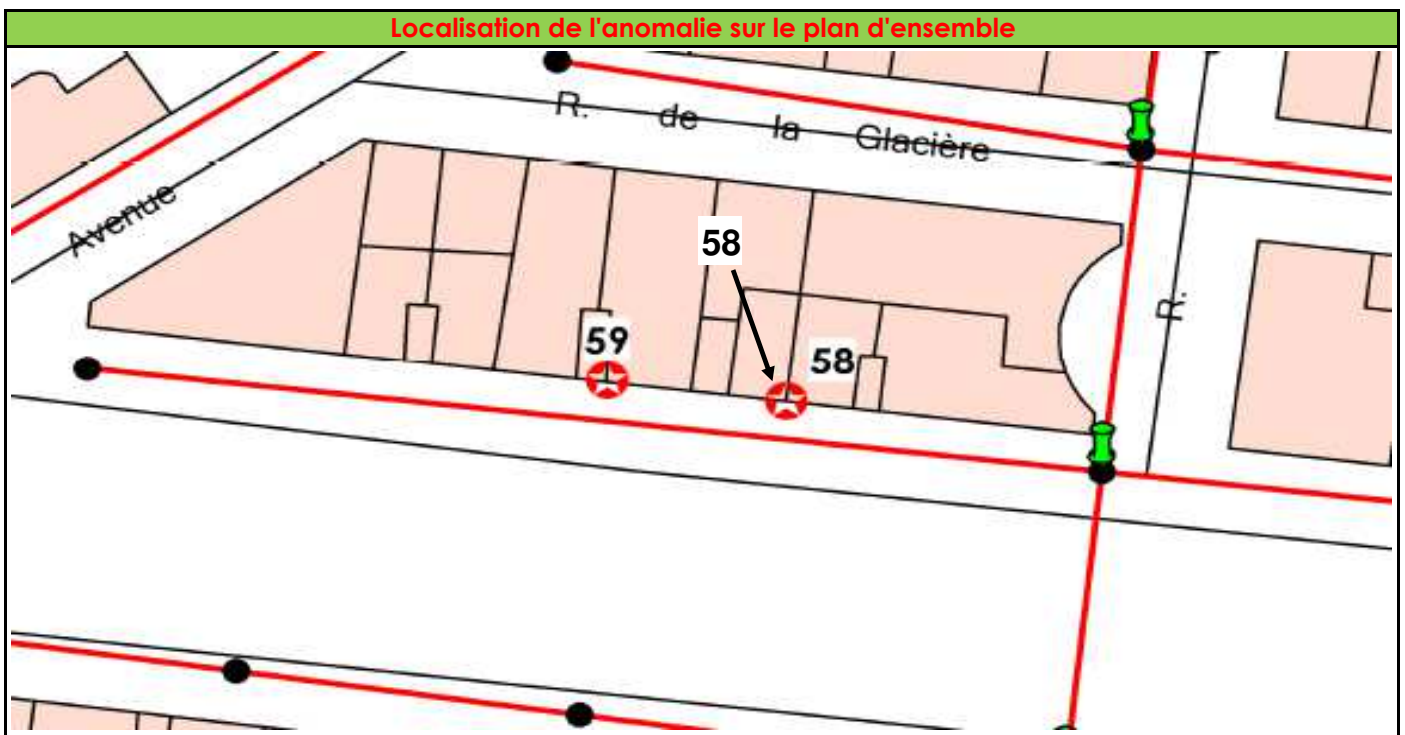 Localisation de l'anomalie sur le plan d'ensemble
R. de la Glacière
Avenue
58
R.
59
58